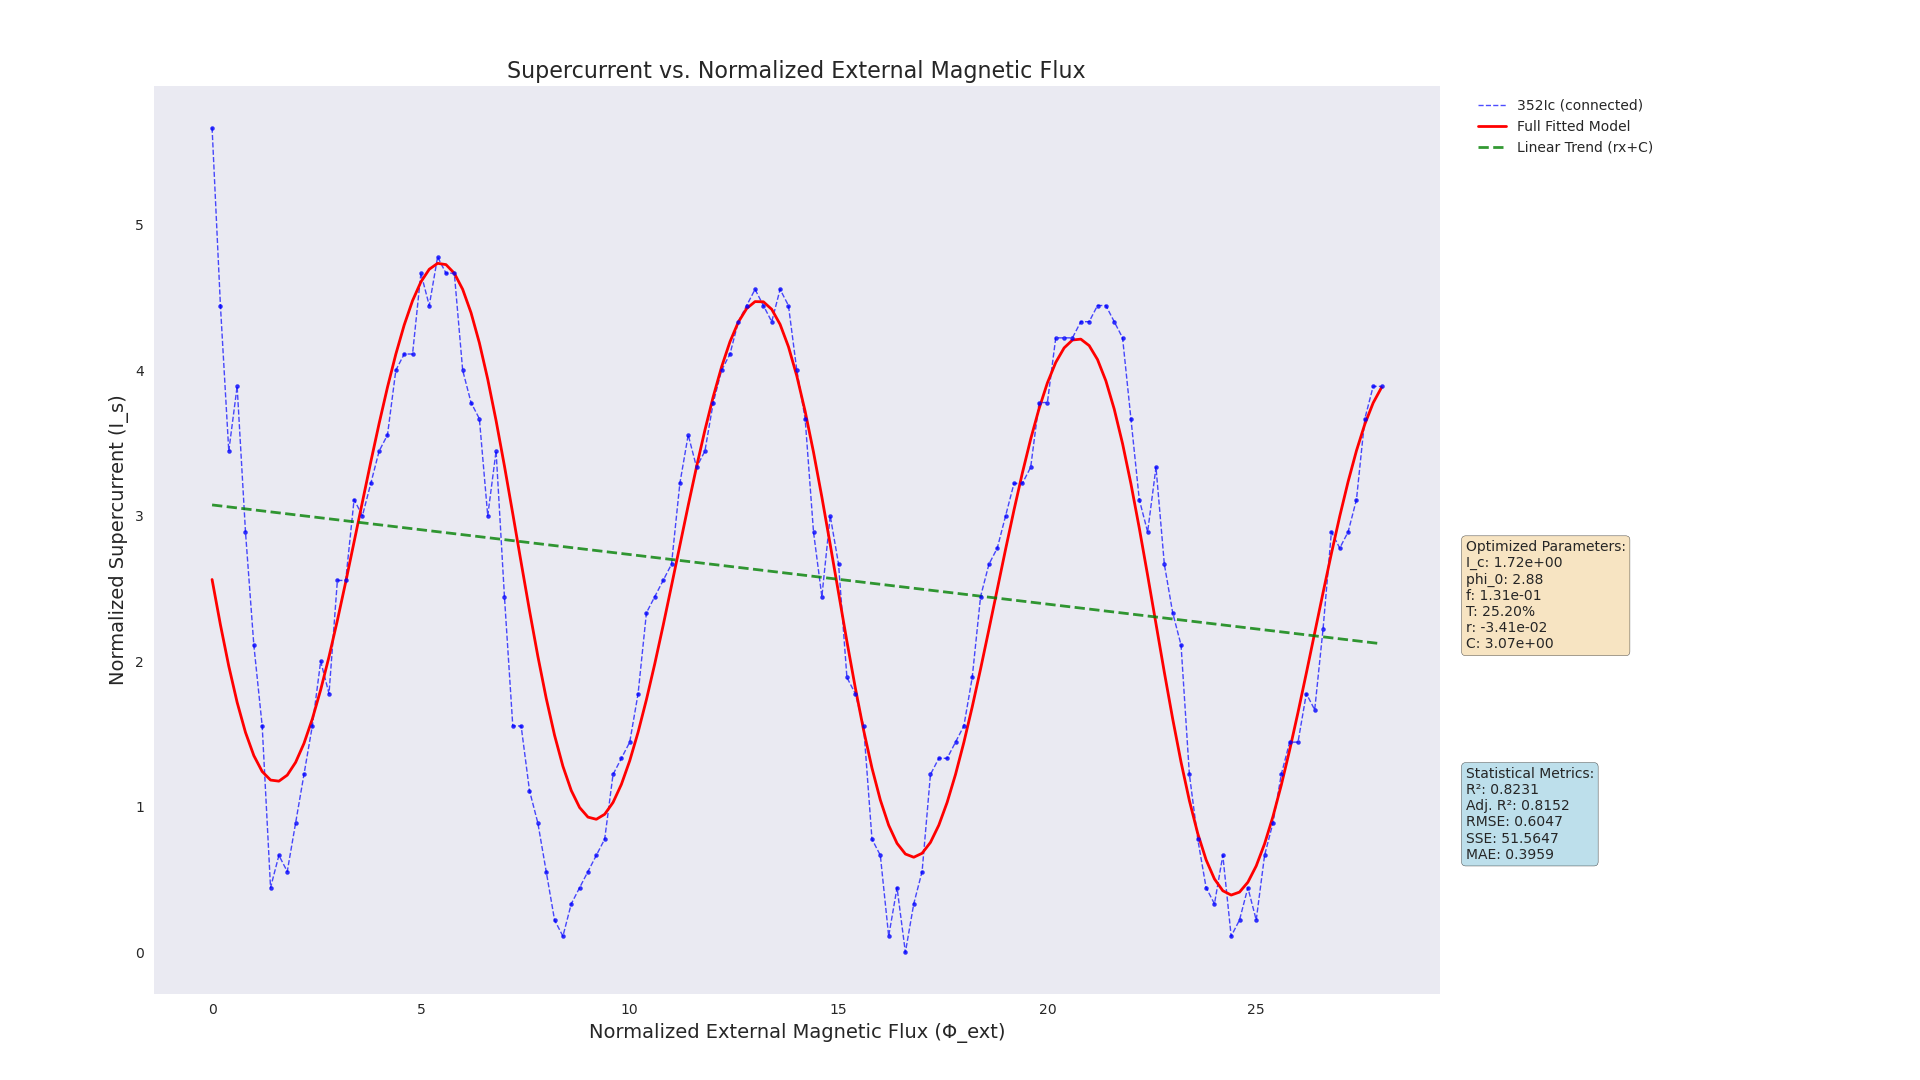 Supercurrent vs. Normalized External Magnetic Flux
352Ic (connected)
Full Fitted Model
Linear Trend (rx+C)
Normalized Supercurrent (I_s)
5
4
3
2
1
0
Optimized Parameters:
I_c: 1.72e+00
phi_0: 2.88
f: 1.31e-01
T: 25.20%
r: -3.41e-02
C: 3.07e+00
Statistical Metrics:
R²: 0.8231
Adj. R²: 0.8152
RMSE: 0.6047
SSE: 51.5647
MAE: 0.3959
0 5 10 15 20 25
Normalized External Magnetic Flux (Φ_ext)